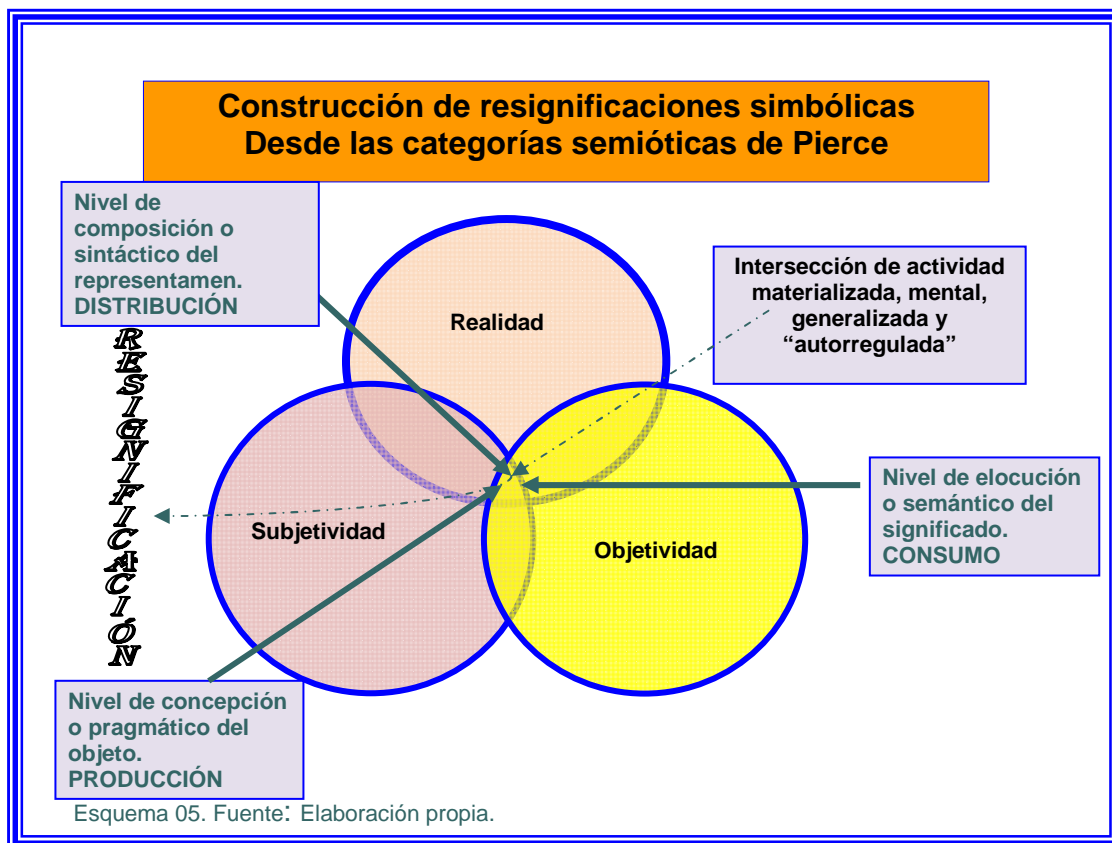 Construcción de resignificaciones simbólicas
Desde las categorías semióticas de Pierce
Nivel de
composición o
sintáctico del
representamen.
DISTRIBUCIÓN
Intersección de actividad
materializada, mental,
generalizada y
“autorregulada”
Realidad
RESIGNIFICACIÓN
Subjetividad
Objetividad
Nivel de elocución
o semántico del
significado.
CONSUMO
Nivel de concepción
o pragmático del
objeto.
PRODUCCIÓN
Esquema 05. Fuente: Elaboración propia.